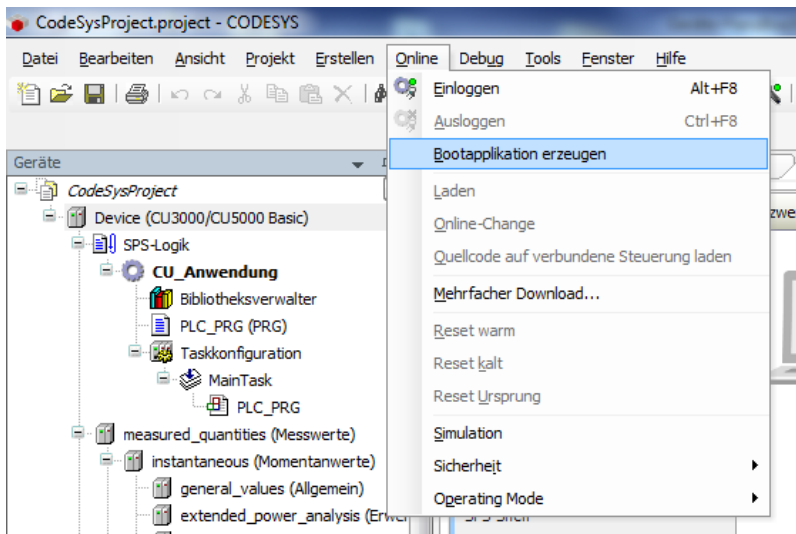 CodeSysProject.project - CODESYS
Datei Bearbeiten Ansicht Projekt Erstellen Online Debug Tools Fenster Hilfe
Einloggen Alt+F8
Ausloggen Ctrl+F8
Bootapplikation erzeugen
Laden
Online-Change
Quellcode auf verbundene Steuerung laden
Mehrfacher Download...
Reset warm
Reset kalt
Reset Ursprung
Simulation
Sicherheit
Operating Mode
Geräte
CodeSysProject
Device (CU3000/CU5000 Basic)
SPS-Logik
CU_Anwendung
Bibliotheksverwalter
PLC_PRG (PRG)
Taskkonfiguration
MainTask
PLC_PRG
measured_quantities (Messwerte)
instantaneous (Momentanwerte)
general_values (Allgemein)
extended_power_analysis